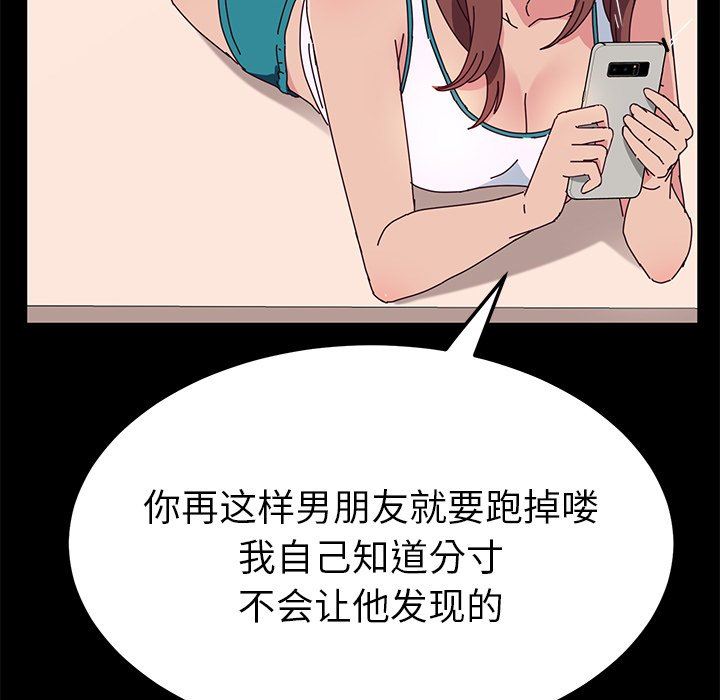 你再这样男朋友就要跑掉喽
我自己知道分寸
不会让他发现的